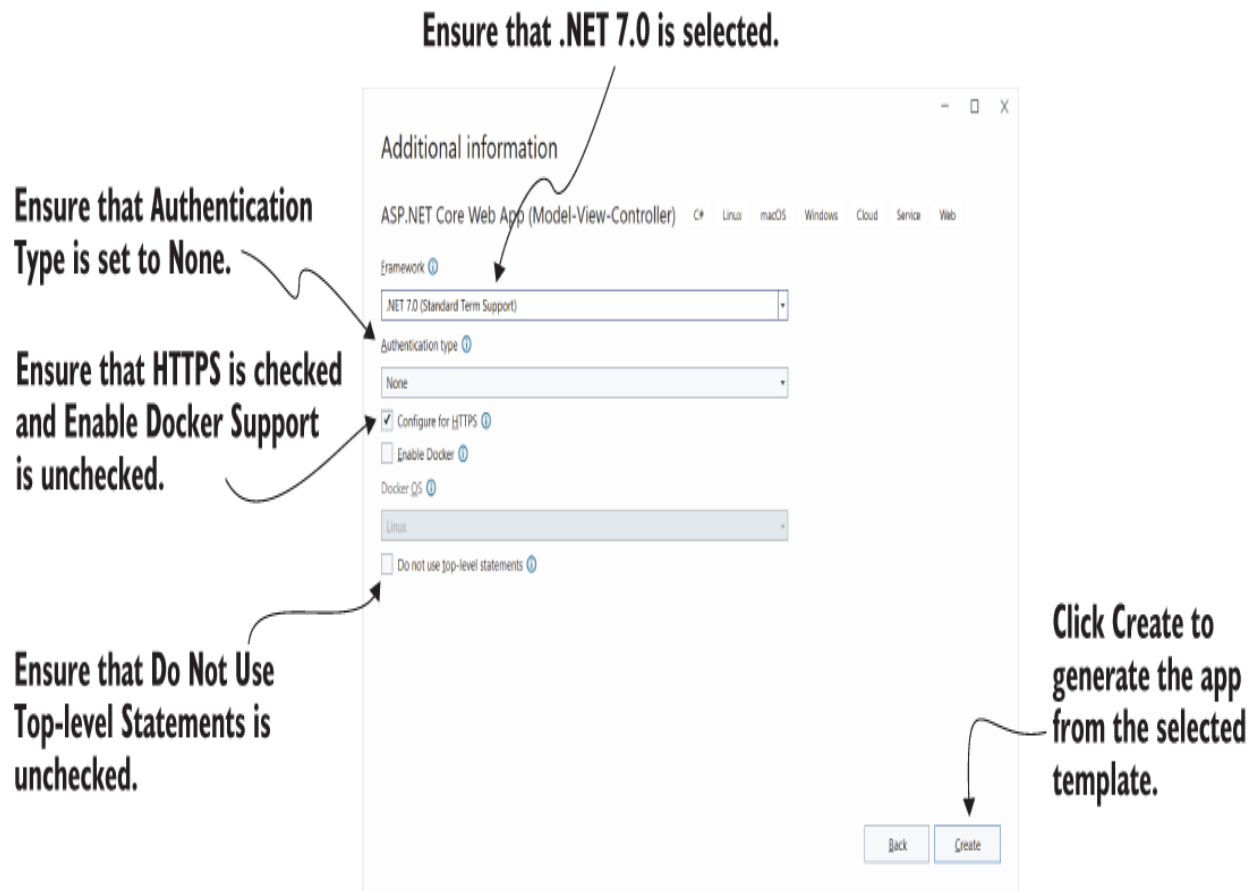 Ensure that .NET 7.0 is selected.
Additional information
Ensure that Authentication
Type is set to None.
ASP.NET Core Web App (Model-View-Controller) C# Linux macOS Windows Cloud Service Web
Framework
.NET 7.0 (Standard Term Support)
Authentication type
None
Ensure that HTTPS is checked
and Enable Docker Support
is unchecked.
Configure for HTTPS
Enable Docker
Docker OS
Linux
Do not use top-level statements
Ensure that Do Not Use
Top-level Statements is
unchecked.
Click Create to
generate the app
from the selected
template.
Back
Create